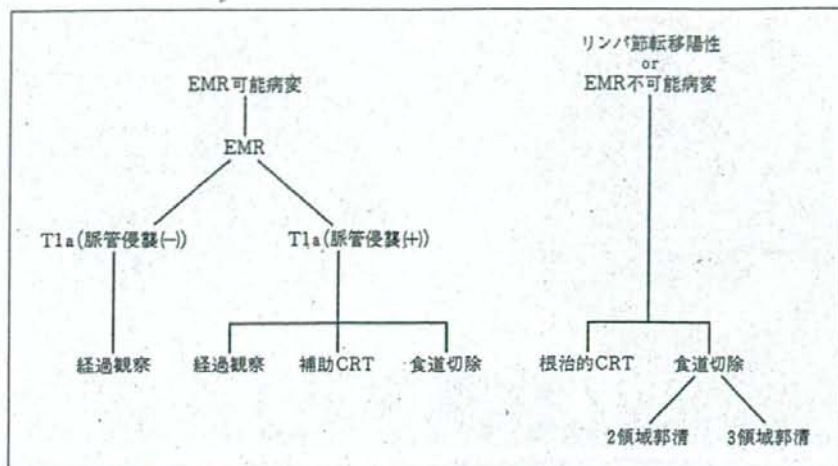 EMR可能病変
EMR
T1a(脈管侵襲(−))
T1a(脈管侵襲(+))
経過観察
経過観察
補助CRT
食道切除
リンパ節転移陽性
or
EMR不可能病変
根治的CRT
食道切除
2領域郭清
3領域郭清